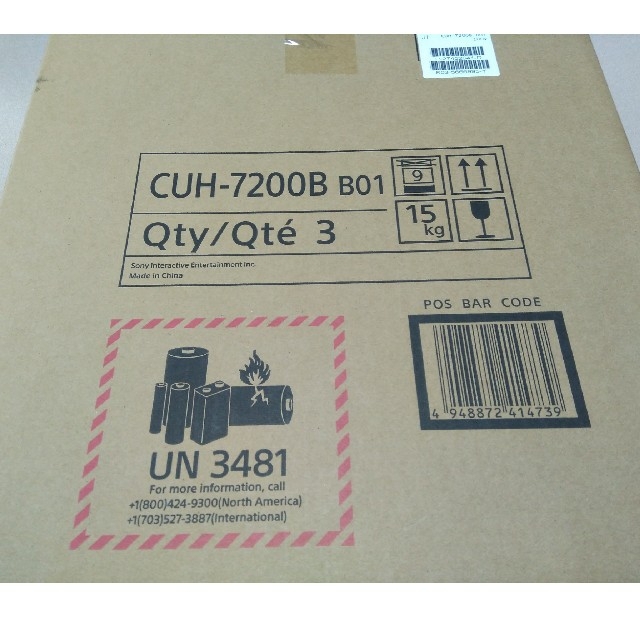 CUH-7200B B01
9
Qty/Qté 3
15
kg
Sony Interactive Entertainment Inc.
Made in China
POS BAR CODE
4 948872 414739
UN 3481
For more information, call
+1(800)424-9300(North America)
+1(703)527-3887(International)